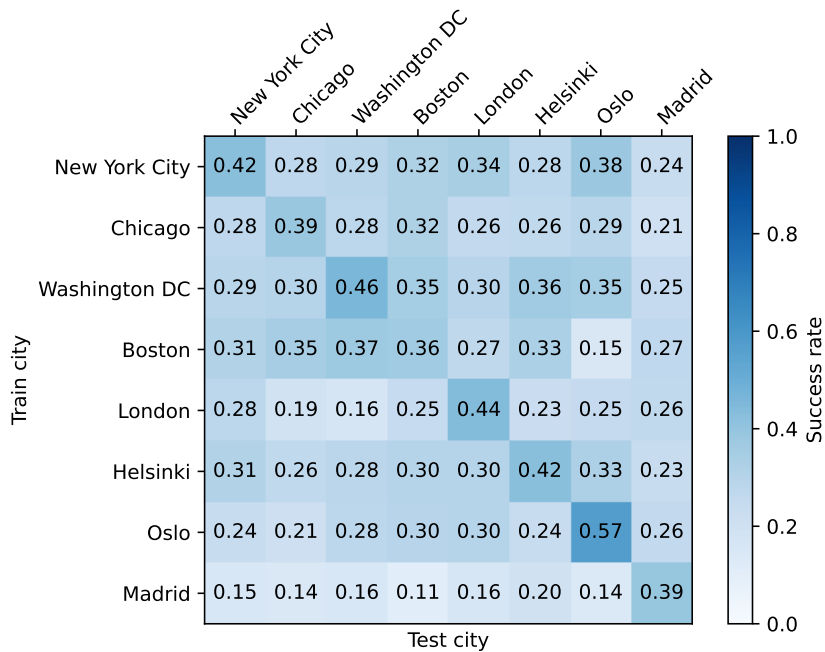 New York City
Chicago
Washington DC
Boston
London
Helsinki
Oslo
Madrid
New York City 0.42 0.28 0.29 0.32 0.34 0.28 0.38 0.24
Chicago 0.28 0.39 0.28 0.32 0.26 0.26 0.29 0.21
Washington DC 0.29 0.30 0.46 0.35 0.30 0.36 0.35 0.25
Boston 0.31 0.35 0.37 0.36 0.27 0.33 0.15 0.27
London 0.28 0.19 0.16 0.25 0.44 0.23 0.25 0.26
Helsinki 0.31 0.26 0.28 0.30 0.30 0.42 0.33 0.23
Oslo 0.24 0.21 0.28 0.30 0.30 0.24 0.57 0.26
Madrid 0.15 0.14 0.16 0.11 0.16 0.20 0.14 0.39
Train city
Test city
1.0
0.8
0.6
0.4
0.2
0.0
Success rate